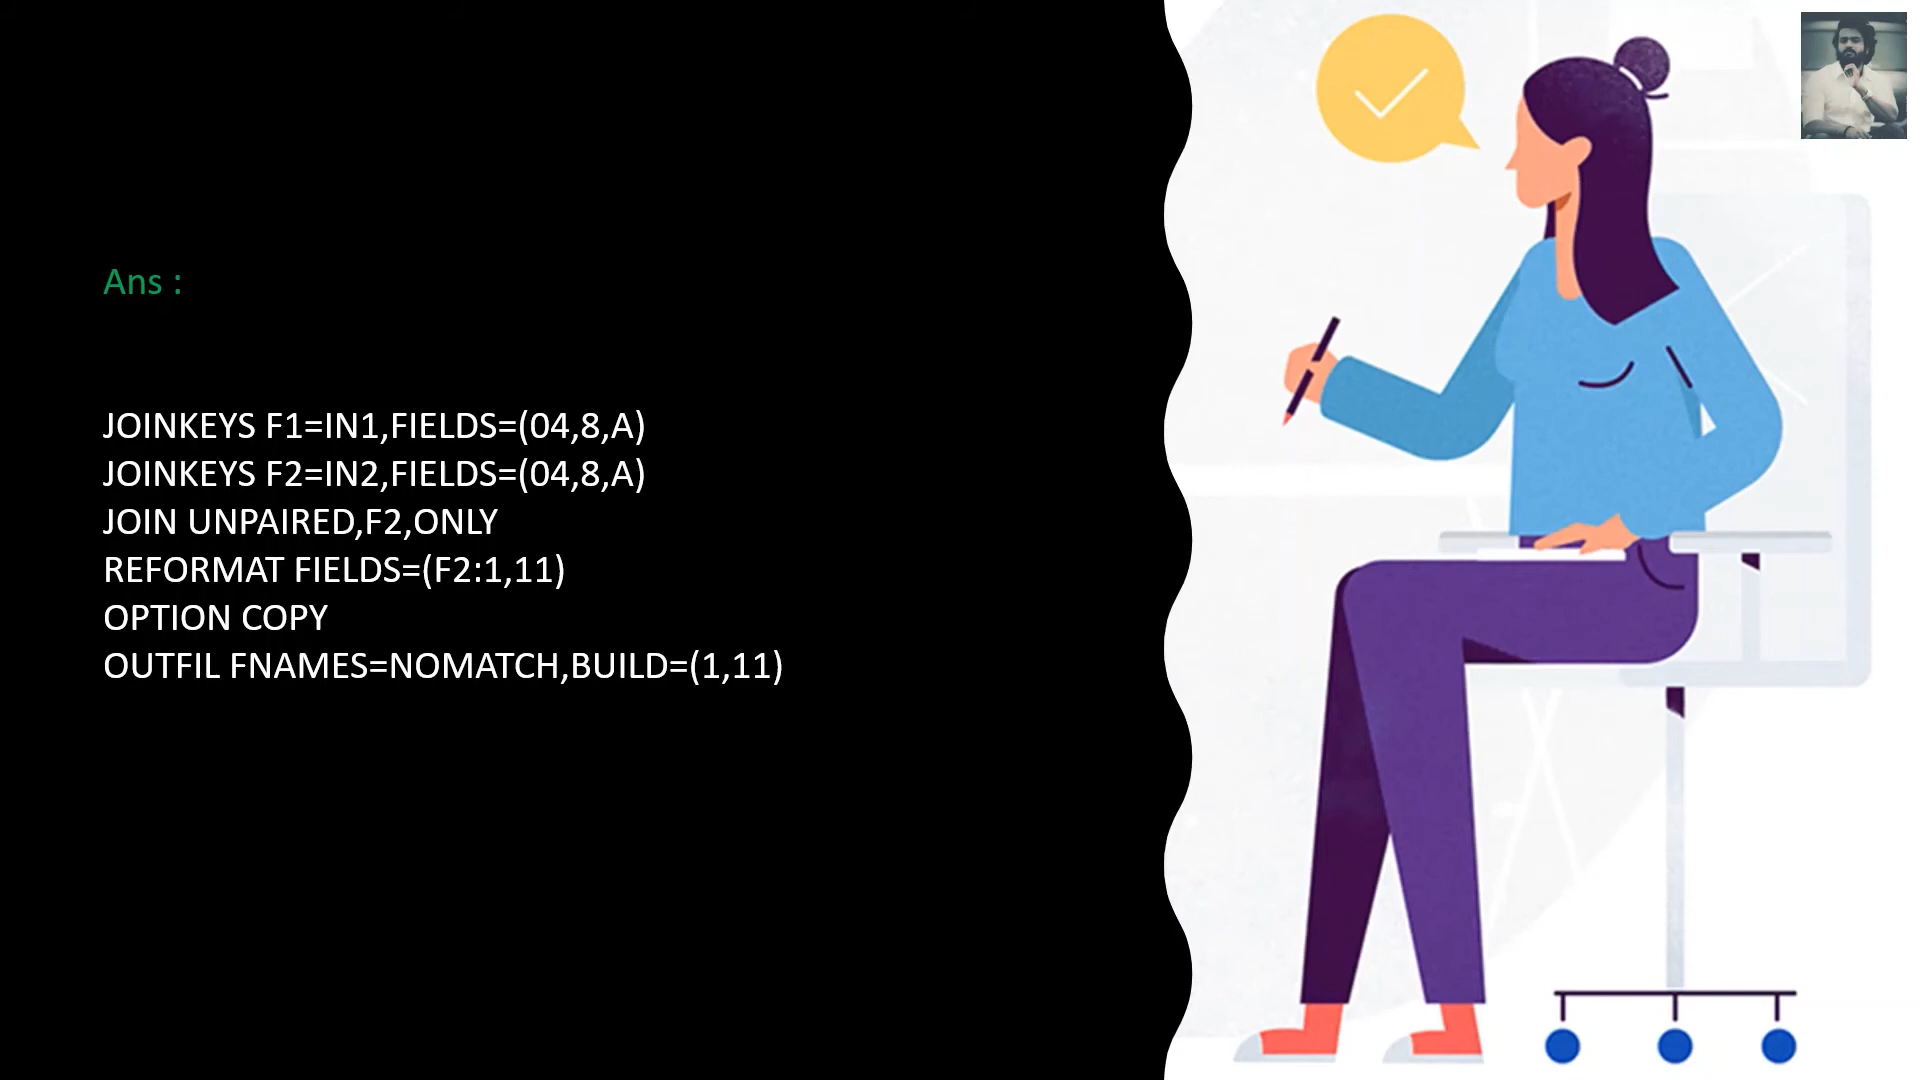 Ans :
JOINKEYS F1=IN1,FIELDS=(04,8,A)
JOINKEYS F2=IN2,FIELDS=(04,8,A)
JOIN UNPAIRED,F2,ONLY
REFORMAT FIELDS=(F2:1,11)
OPTION COPY
OUTFIL FNAMES=NOMATCH,BUILD=(1,11)